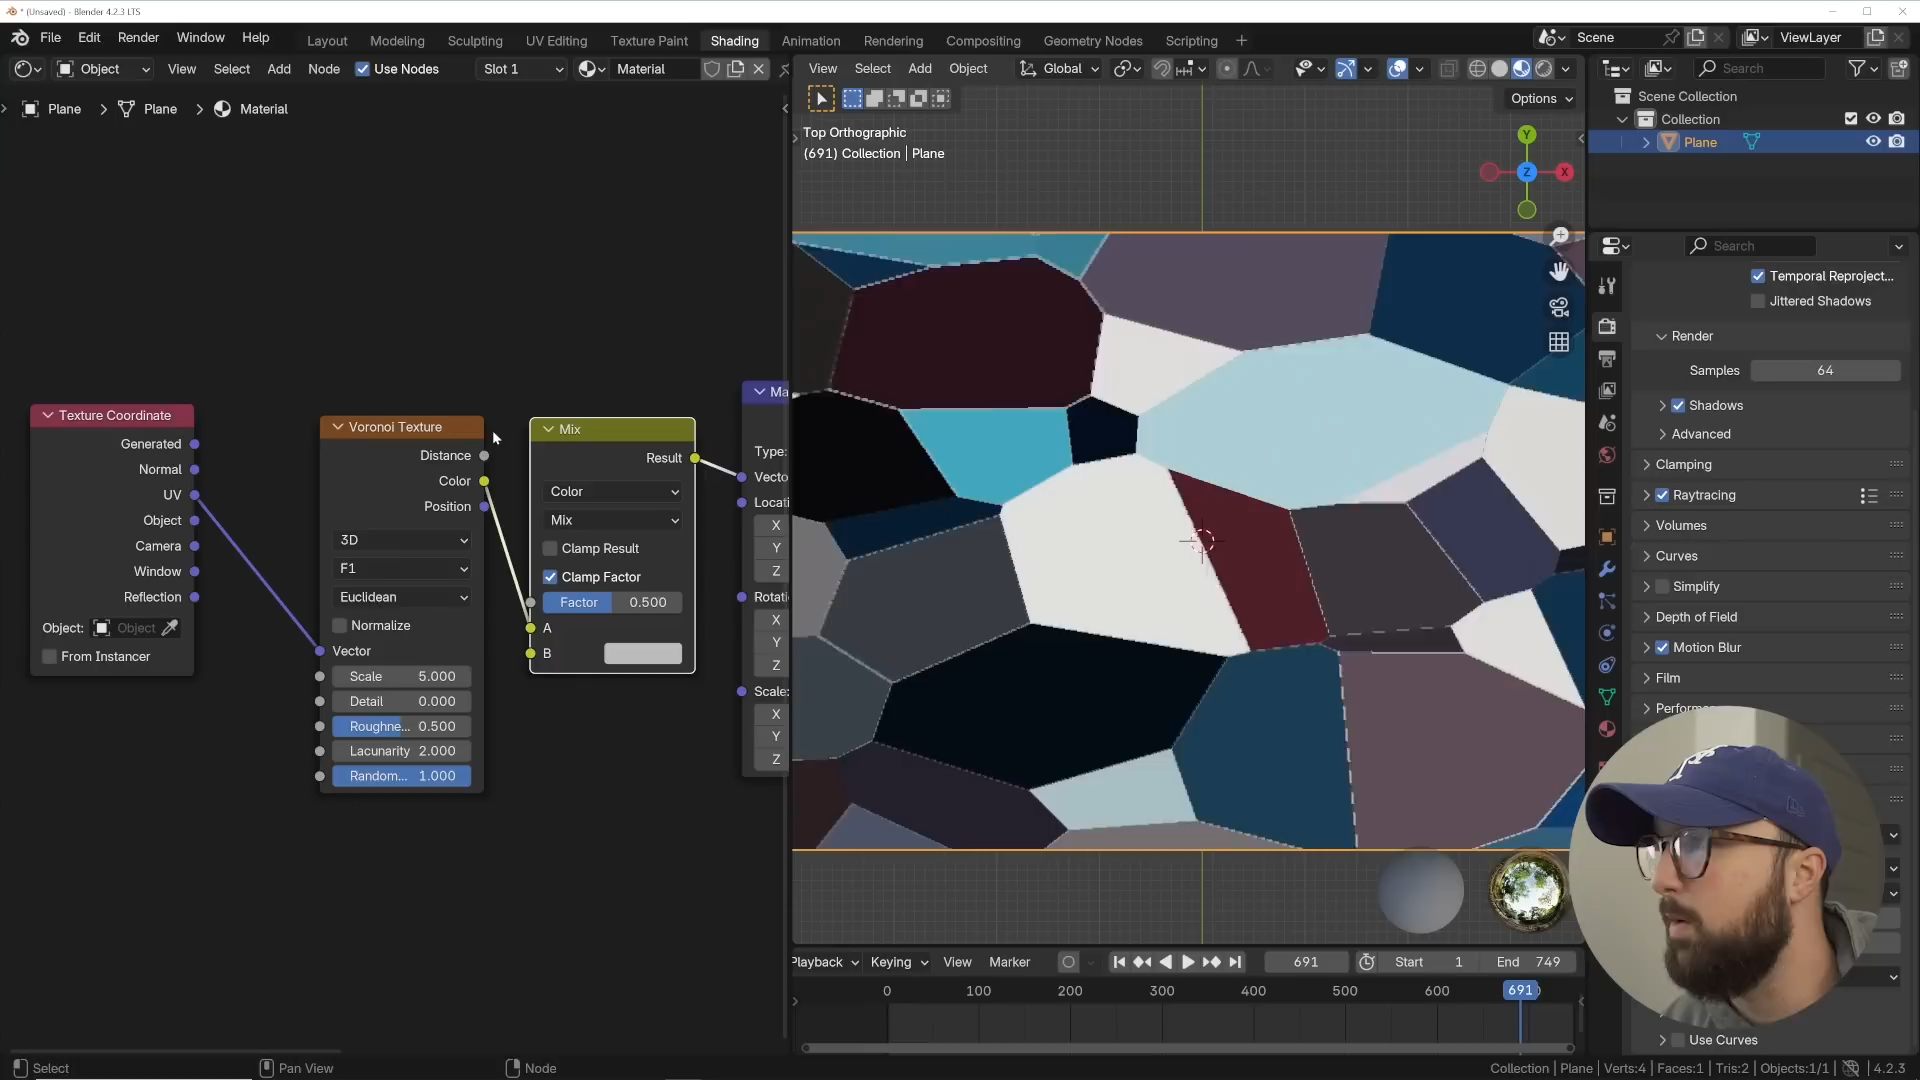 * (Unsaved) - Blender 4.2.3 LTS
File Edit Render Window Help Layout Modeling Sculpting UV Editing Texture Paint Shading Animation Rendering Compositing Geometry Nodes Scripting + Scene ViewLayer
Object View Select Add Node Use Nodes Slot 1 Material
View Select Add Object Global
Search
Plane > Plane > Material
Options
Scene Collection
Collection
Plane
Top Orthographic
(691) Collection | Plane
Y
Z
X
Search
Temporal Reproject...
Jittered Shadows
Render
Samples 64
Shadows
Advanced
Clamping
Raytracing
Volumes
Curves
Simplify
Depth of Field
Motion Blur
Film
Use Curves
Texture Coordinate
Generated
Normal
UV
Object
Camera
Window
Reflection
Object: Object
From Instancer
Voronoi Texture
Distance
Color
Position
3D
F1
Euclidean
Normalize
Vector
Scale 5.000
Detail 0.000
Roughne... 0.500
Lacunarity 2.000
Random... 1.000
Mix
Result
Color
Mix
Clamp Result
Clamp Factor
Factor 0.500
A
B
Ma
Type:
Vecto
Locati
X
Y
Z
Rotati
X
Y
Z
Scale:
X
Y
Z
Playback Keying View Marker 691 Start 1 End 749
0 100 200 300 400 500 600 691
Select Pan View Node
Collection | Plane | Verts:4 | Faces:1 | Tris:2 | Objects:1/1 | 4.2.3